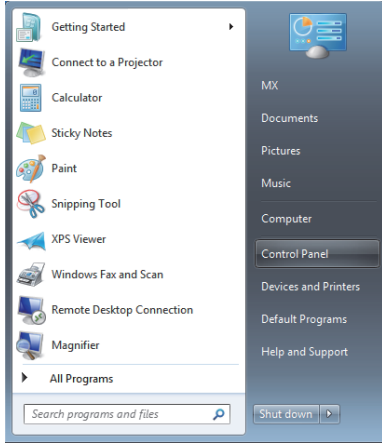 Getting Started
Connect to a Projector
Calculator
Sticky Notes
Paint
Snipping Tool
XPS Viewer
Windows Fax and Scan
Remote Desktop Connection
Magnifier
All Programs
Search programs and files
MX
Documents
Pictures
Music
Computer
Control Panel
Devices and Printers
Default Programs
Help and Support
Shut down